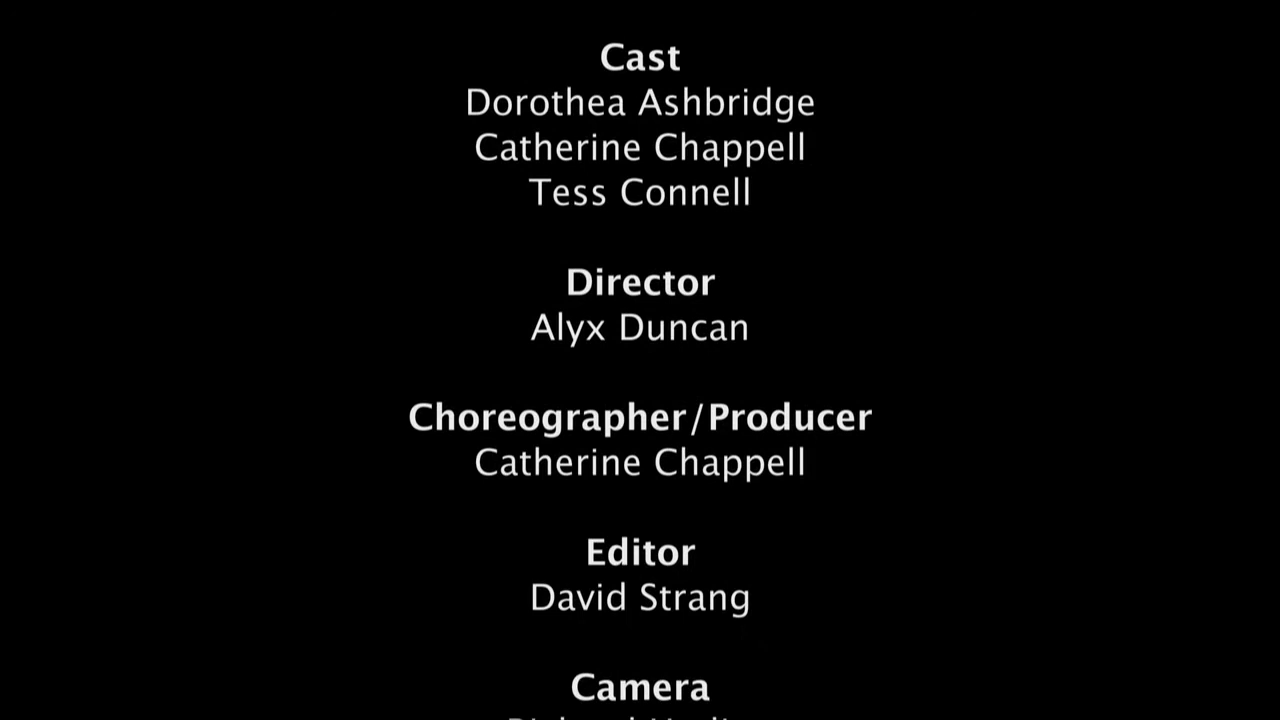 Cast
Dorothea Ashbridge
Catherine Chappell
Tess Connell
Director
Alyx Duncan
Choreographer/Producer
Catherine Chappell
Editor
David Strang
Camera